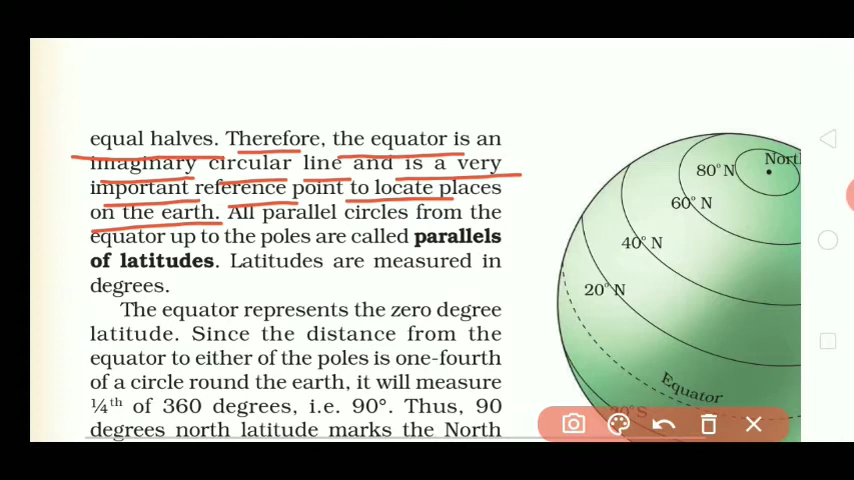 equal halves. Therefore, the equator is an
imaginary circular line and is a very
important reference point to locate places
on the earth. All parallel circles from the
equator up to the poles are called parallels
of latitudes. Latitudes are measured in
degrees.
The equator represents the zero degree
latitude. Since the distance from the
equator to either of the poles is one-fourth
of a circle round the earth, it will measure
¼th of 360 degrees, i.e. 90°. Thus, 90
degrees north latitude marks the North
North
80° N
60° N
40° N
20° N
Equator
20° S